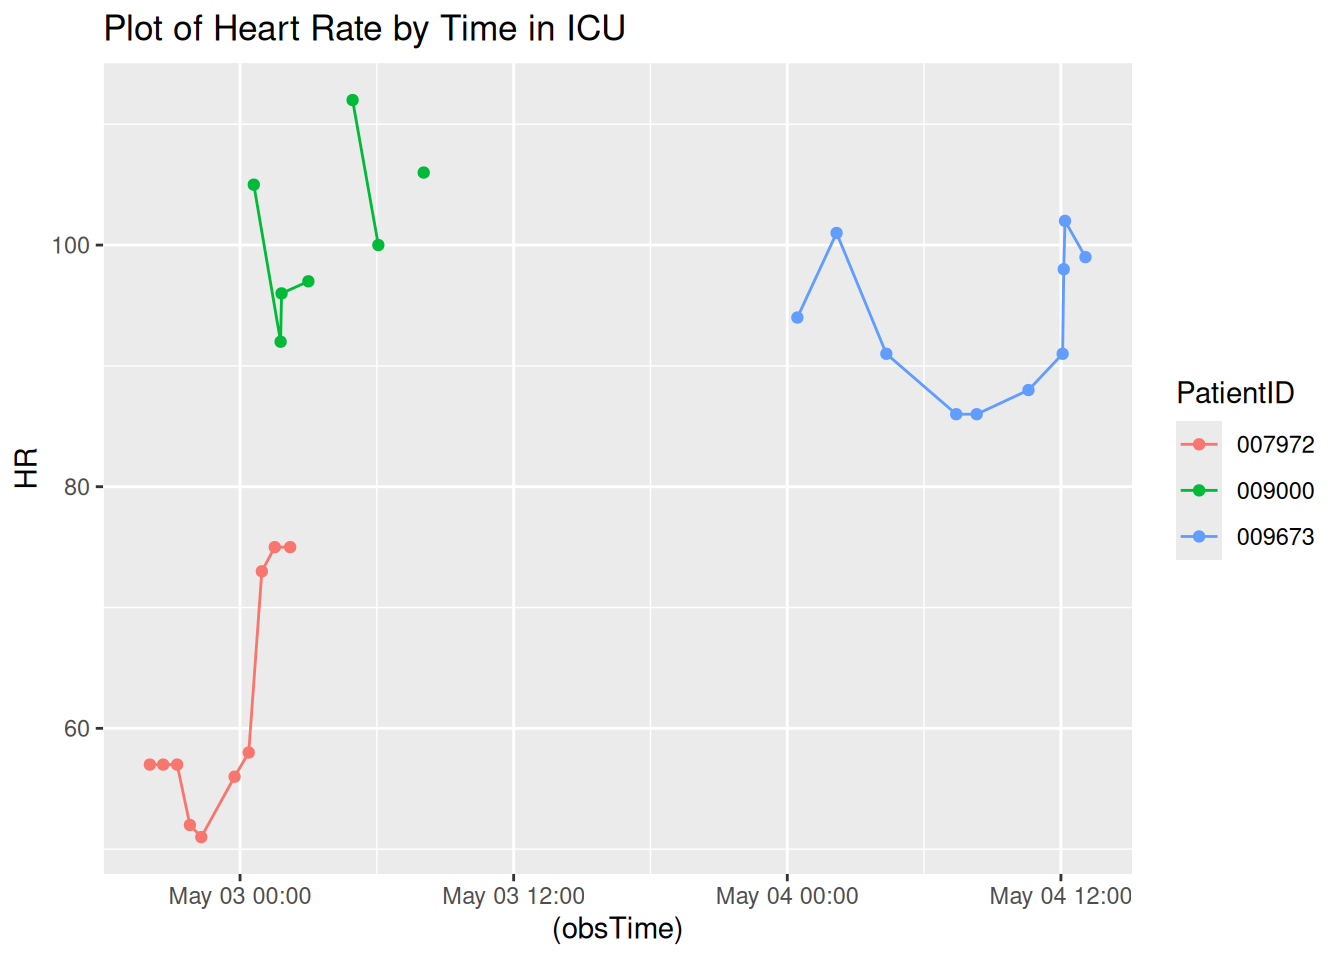 Plot of Heart Rate by Time in ICU
HR
100
80
60
May 03 00:00
May 03 12:00
May 04 00:00
May 04 12:00
(obsTime)
PatientID
007972
009000
009673